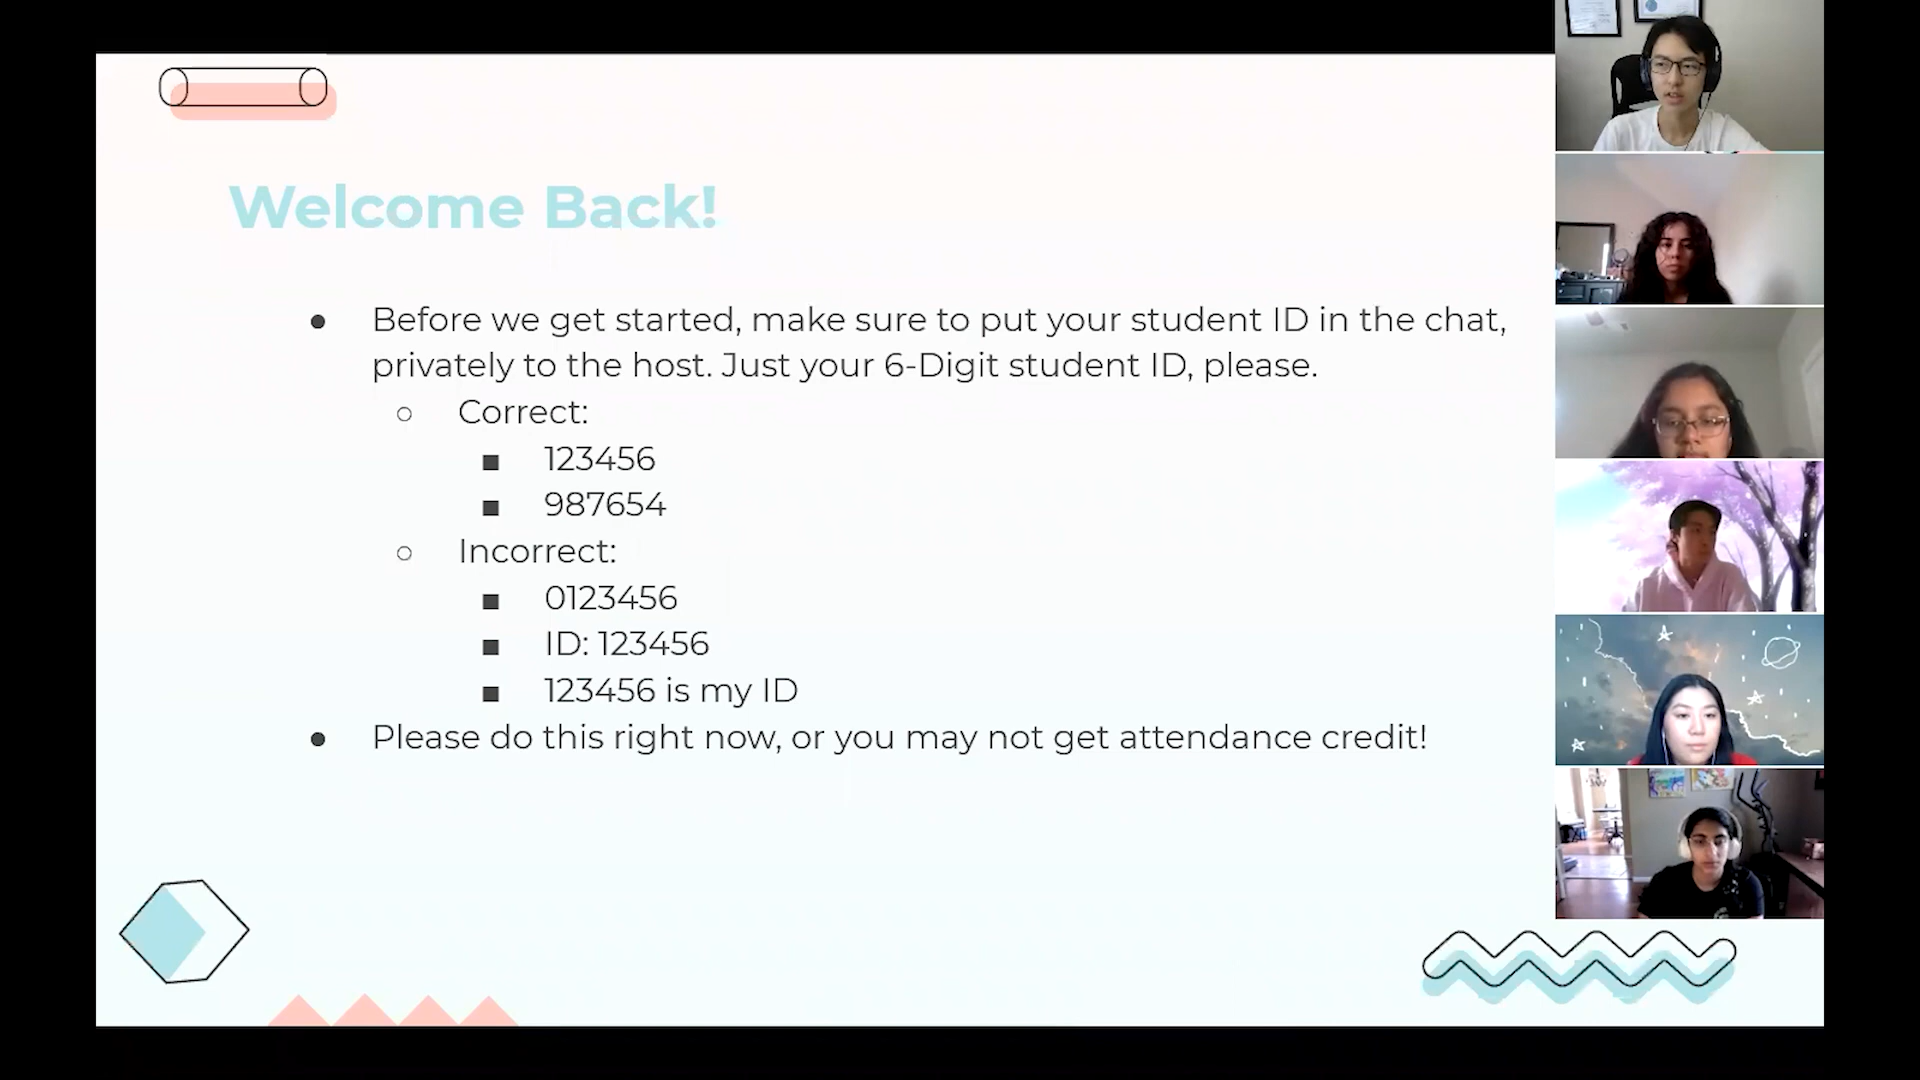 Welcome Back!
● Before we get started, make sure to put your student ID in the chat,
privately to the host. Just your 6-Digit student ID, please.
○ Correct:
■ 123456
■ 987654
○ Incorrect:
■ 0123456
■ ID: 123456
■ 123456 is my ID
● Please do this right now, or you may not get attendance credit!